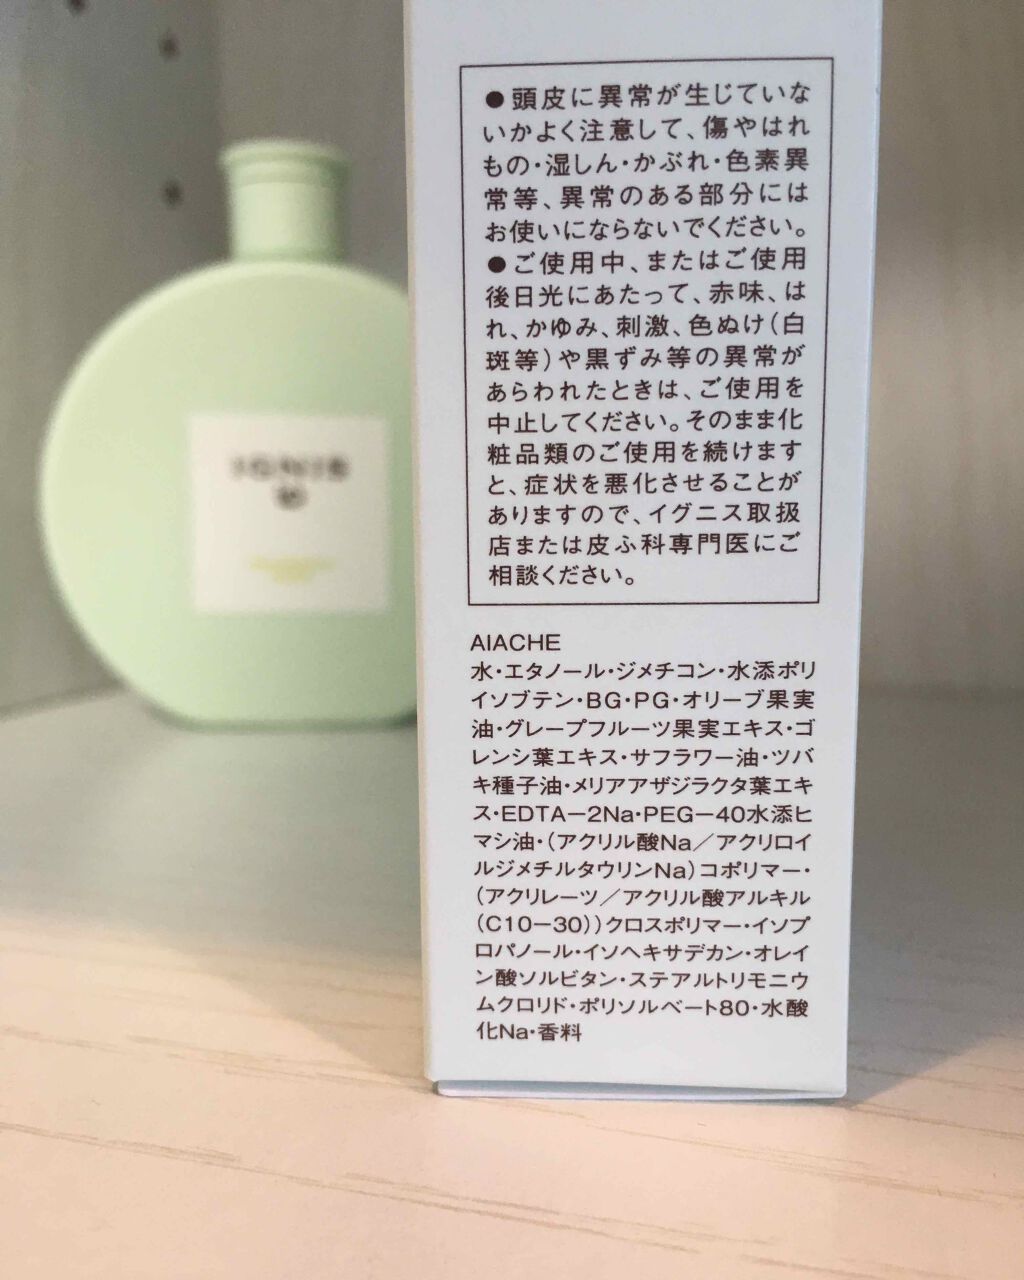 IGNIS
●頭皮に異常が生じていな
いかよく注意して、傷やはれ
もの・湿しん・かぶれ・色素異
常等、異常のある部分には
お使いにならないでください。
●ご使用中、またはご使用
後日光にあたって、赤味、は
れ、かゆみ、刺激、色ぬけ（白
斑等）や黒ずみ等の異常が
あらわれたときは、ご使用を
中止してください。そのまま化
粧品類のご使用を続けます
と、症状を悪化させることが
ありますので、イグニス取扱
店または皮ふ科専門医にご
相談ください。
AIACHE
水・エタノール・ジメチコン・水添ポリ
イソブテン・BG・PG・オリーブ果実
油・グレープフルーツ果実エキス・ゴ
レンシ葉エキス・サフラワー油・ツバ
キ種子油・メリアアザジラクタ葉エキ
ス・EDTA－2Na・PEG－40水添ヒ
マシ油・（アクリル酸Na／アクリロイ
ルジメチルタウリンNa）コポリマー・
（アクリレーツ／アクリル酸アルキル
（C10－30））クロスポリマー・イソプ
ロパノール・イソヘキサデカン・オレイ
ン酸ソルビタン・ステアルトリモニウ
ムクロリド・ポリソルベート80・水酸
化Na・香料